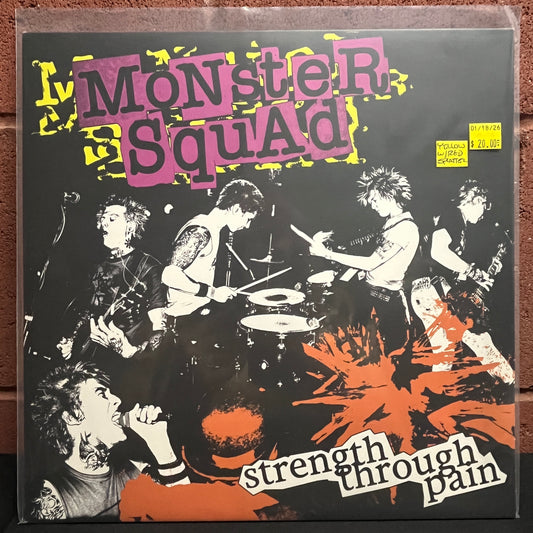 MoNsteR
SquAd
01/18/26
$ 20.00
YELLOW
W/RED
SPLATTER
strength
through
pain